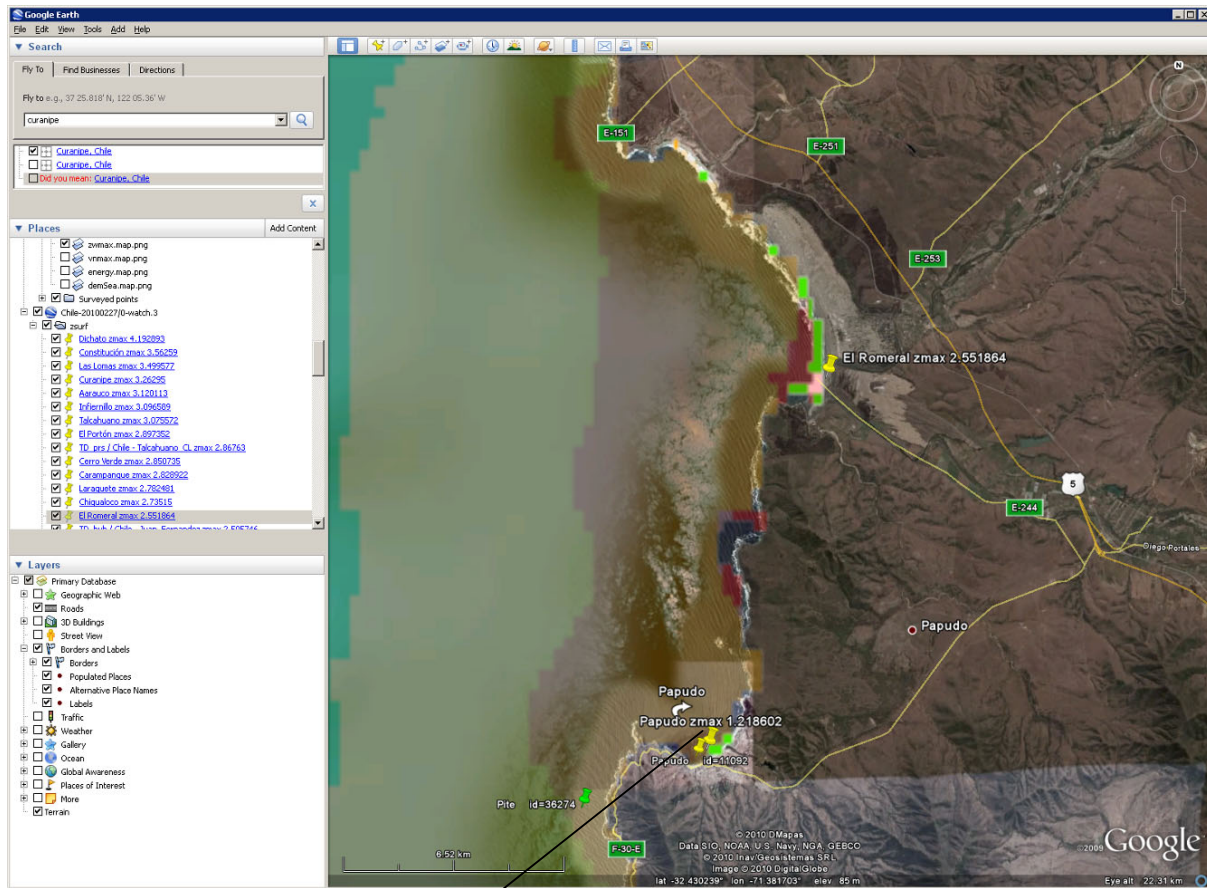 Google Earth
File Edit View Tools Add Help
Search
Fly To Find Businesses Directions
Fly to e.g., 37 25.818' N, 122 05.36' W
curanipe
Curanipe, Chile
Curanipe, Chile
Did you mean: Curanipe, Chile
Places
Add Content
zwmax.map.png
vnmax.map.png
energy.map.png
demSea.map.png
Surveyed points
Chile-20100227/0-watch.3
zsurf
Dichato zmax 4.192893
Constitución zmax 3.56259
Las Lomas zmax 3.499577
Curanipe zmax 3.26295
Aarauco zmax 3.120113
Infiernillo zmax 3.096589
Talcahuano zmax 3.075572
El Portón zmax 2.897352
TD_prs / Chile - Talcahuano_CL zmax 2.86763
Cerro Verde zmax 2.850735
Carampangue zmax 2.828922
Laraquete zmax 2.782481
Chigualoco zmax 2.73515
El Romeral zmax 2.551864
Layers
Primary Database
Geographic Web
Roads
3D Buildings
Street View
Borders and Labels
Borders
Populated Places
Alternative Place Names
Labels
Traffic
Weather
Gallery
Ocean
Global Awareness
Places of Interest
More
Terrain
N
E-151
E-251
E-253
El Romeral zmax 2.551864
5
E-244
Diego Portales
Papudo
Papudo
Papudo zmax 1.218602
Papudo id=11092
Pite id=36274
F-30-E
6.52 km
© 2010 DMapas
Data SIO, NOAA, U.S. Navy, NGA, GEBCO
© 2010 Inav/Geosistemas SRL
Image © 2010 DigitalGlobe
©2009 Google
lat -32.430239° lon -71.381703° elev 85 m
Eye alt 22.31 km